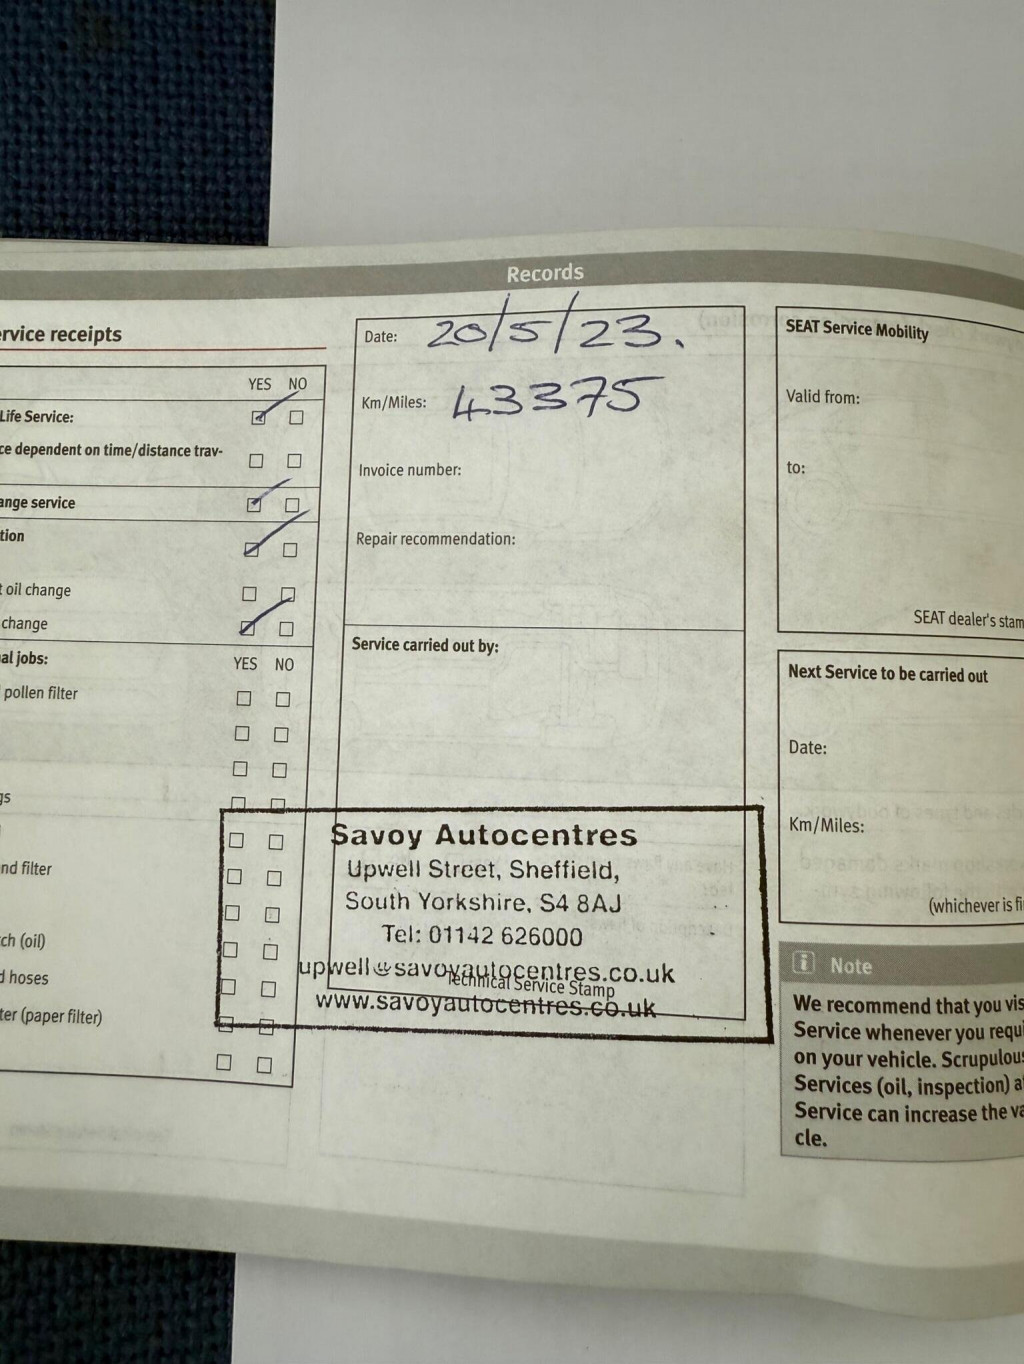 Records
ervice receipts
YES NO
Life Service:
ce dependent on time/distance trav-
ange service
tion
t oil change
change
al jobs:
YES NO
pollen filter
gs
nd filter
ch (oil)
d hoses
ter (paper filter)
Date: 20/5/23.
Km/Miles: 43375
Invoice number:
Repair recommendation:
Service carried out by:
Savoy Autocentres
Upwell Street, Sheffield,
South Yorkshire, S4 8AJ
Tel: 01142 626000
upwell@savoyautocentres.co.uk
Technical Service Stamp
www.savoyautocentres.co.uk
SEAT Service Mobility
Valid from:
to:
SEAT dealer's stam
Next Service to be carried out
Date:
Km/Miles:
(whichever is fi
i Note
We recommend that you vis
Service whenever you requi
on your vehicle. Scrupulous
Services (oil, inspection) a
Service can increase the va
cle.